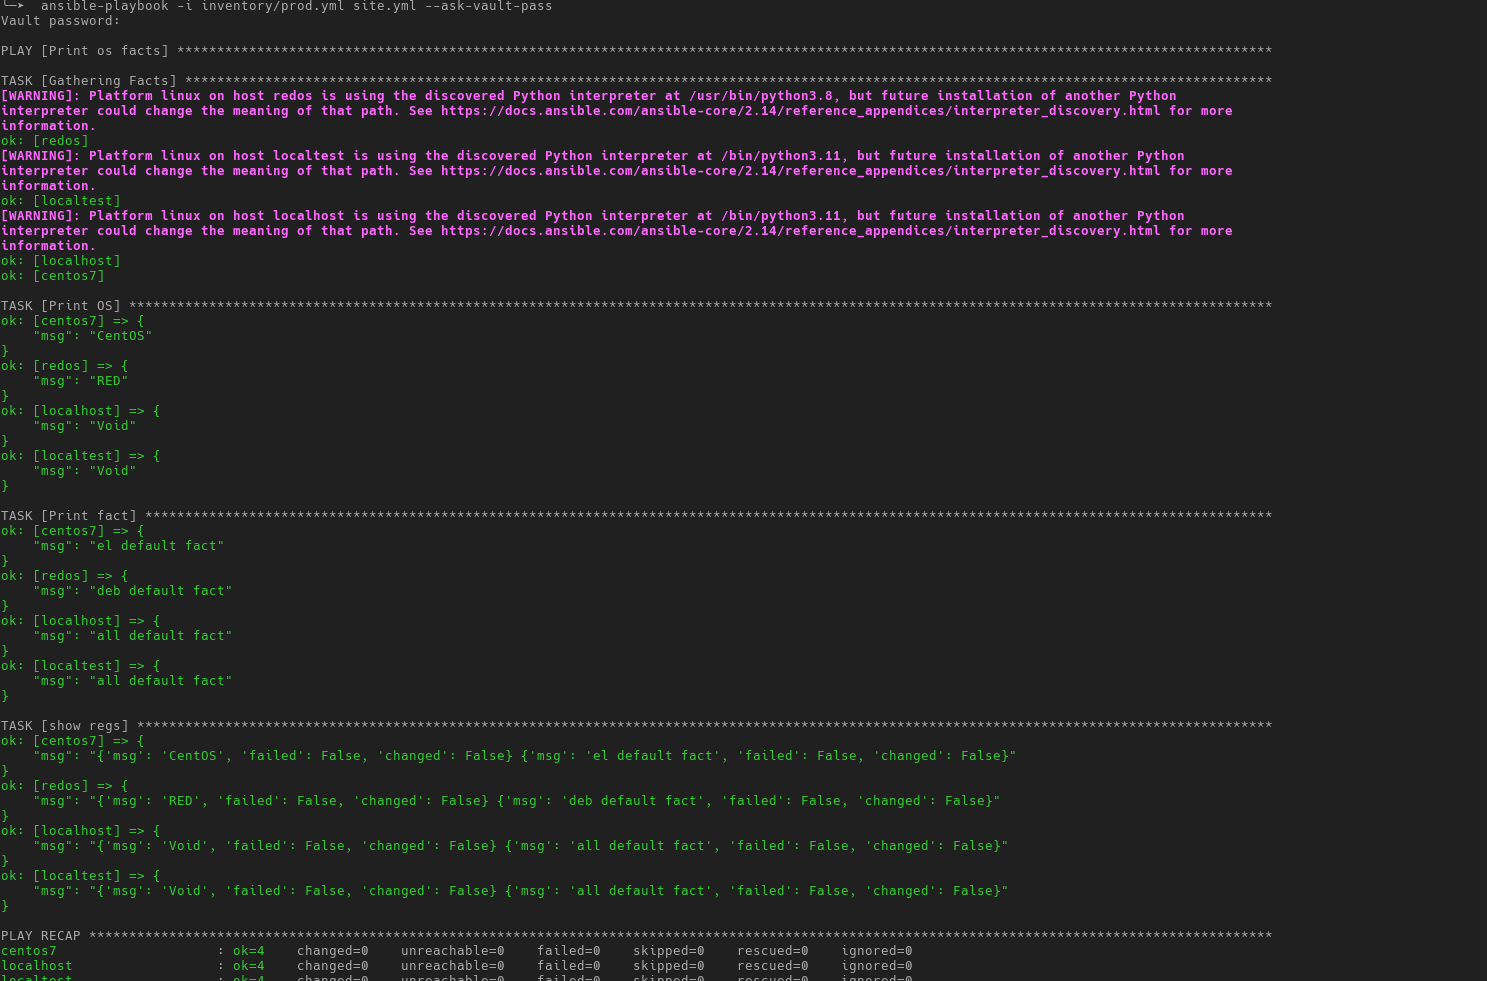 ╰─➤  ansible-playbook -i inventory/prod.yml site.yml --ask-vault-pass
Vault password:

PLAY [Print os facts] *****************************************************************************************************************************************

TASK [Gathering Facts] ****************************************************************************************************************************************
[WARNING]: Platform linux on host redos is using the discovered Python interpreter at /usr/bin/python3.8, but future installation of another Python
interpreter could change the meaning of that path. See https://docs.ansible.com/ansible-core/2.14/reference_appendices/interpreter_discovery.html for more
information.
ok: [redos]
[WARNING]: Platform linux on host localtest is using the discovered Python interpreter at /bin/python3.11, but future installation of another Python
interpreter could change the meaning of that path. See https://docs.ansible.com/ansible-core/2.14/reference_appendices/interpreter_discovery.html for more
information.
ok: [localtest]
[WARNING]: Platform linux on host localhost is using the discovered Python interpreter at /bin/python3.11, but future installation of another Python
interpreter could change the meaning of that path. See https://docs.ansible.com/ansible-core/2.14/reference_appendices/interpreter_discovery.html for more
information.
ok: [localhost]
ok: [centos7]

TASK [Print OS] ***********************************************************************************************************************************************
ok: [centos7] => {
    "msg": "CentOS"
}
ok: [redos] => {
    "msg": "RED"
}
ok: [localhost] => {
    "msg": "Void"
}
ok: [localtest] => {
    "msg": "Void"
}

TASK [Print fact] *********************************************************************************************************************************************
ok: [centos7] => {
    "msg": "el default fact"
}
ok: [redos] => {
    "msg": "deb default fact"
}
ok: [localhost] => {
    "msg": "all default fact"
}
ok: [localtest] => {
    "msg": "all default fact"
}

TASK [show regs] **********************************************************************************************************************************************
ok: [centos7] => {
    "msg": "{'msg': 'CentOS', 'failed': False, 'changed': False} {'msg': 'el default fact', 'failed': False, 'changed': False}"
}
ok: [redos] => {
    "msg": "{'msg': 'RED', 'failed': False, 'changed': False} {'msg': 'deb default fact', 'failed': False, 'changed': False}"
}
ok: [localhost] => {
    "msg": "{'msg': 'Void', 'failed': False, 'changed': False} {'msg': 'all default fact', 'failed': False, 'changed': False}"
}
ok: [localtest] => {
    "msg": "{'msg': 'Void', 'failed': False, 'changed': False} {'msg': 'all default fact', 'failed': False, 'changed': False}"
}

PLAY RECAP ****************************************************************************************************************************************************
centos7                    : ok=4    changed=0    unreachable=0    failed=0    skipped=0    rescued=0    ignored=0
localhost                  : ok=4    changed=0    unreachable=0    failed=0    skipped=0    rescued=0    ignored=0
localtest                  : ok=4    changed=0    unreachable=0    failed=0    skipped=0    rescued=0    ignored=0